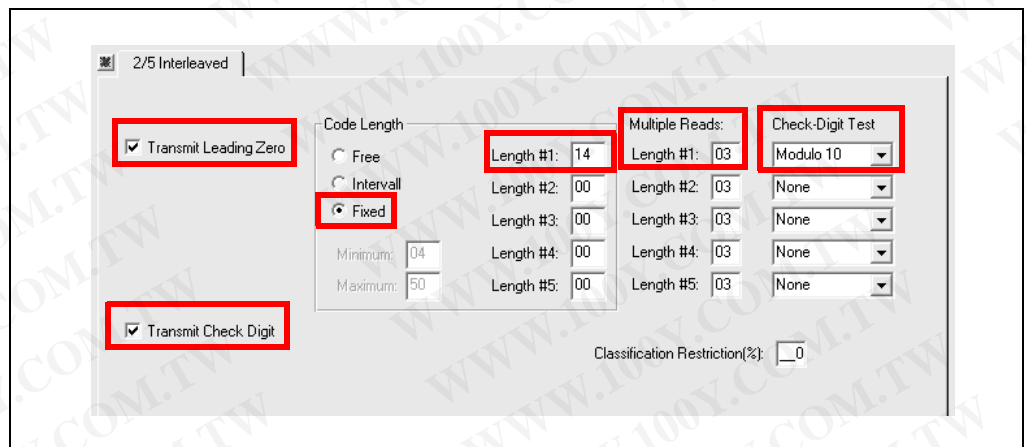 2/5 Interleaved
Transmit Leading Zero
Code Length
Free
Intervall
Fixed
Minimum: 04
Maximum: 50
Length #1: 14
Length #2: 00
Length #3: 00
Length #4: 00
Length #5: 00
Multiple Reads:
Length #1: 03
Length #2: 03
Length #3: 03
Length #4: 03
Length #5: 03
Check-Digit Test
Modulo 10
None
None
None
None
Transmit Check Digit
Classification Restriction(%): __0
WWW.100Y.COM.TW